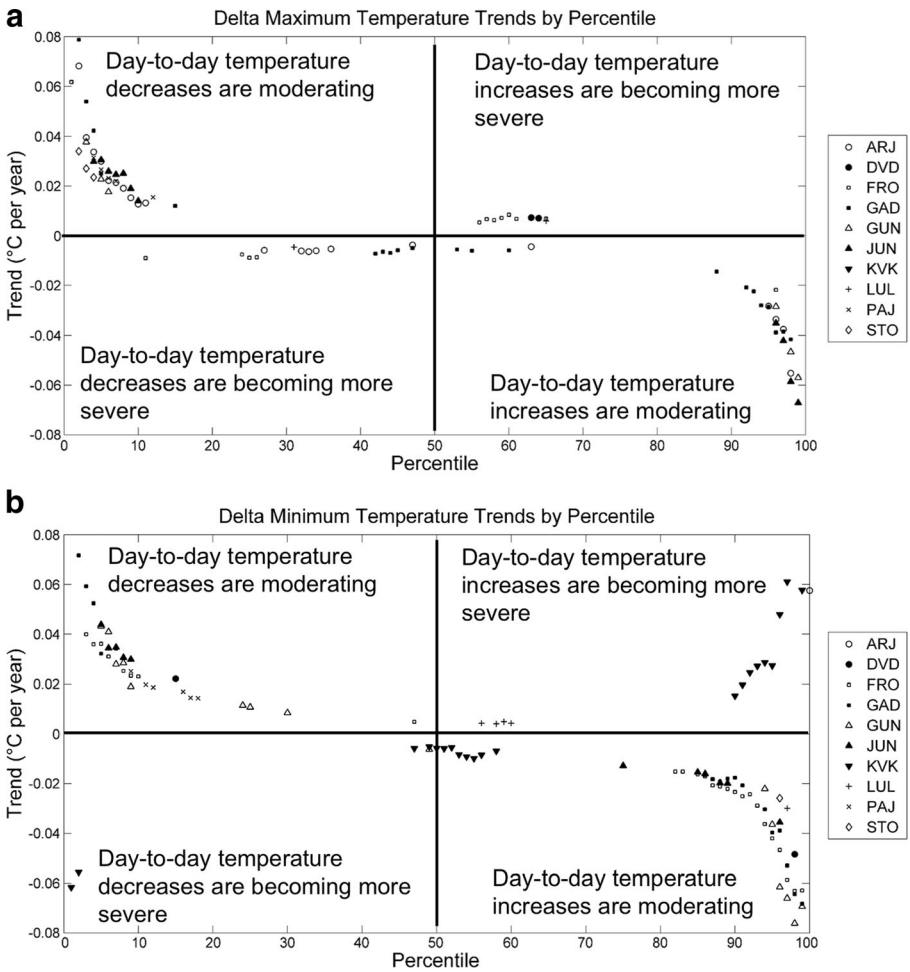 a
Delta Maximum Temperature Trends by Percentile
0.08
0.06
0.04
0.02
0
-0.02
-0.04
-0.06
-0.08
Trend (°C per year)
Day-to-day temperature
decreases are moderating
Day-to-day temperature
increases are becoming more
severe
Day-to-day temperature
decreases are becoming more
severe
Day-to-day temperature
increases are moderating
0 10 20 30 40 50 60 70 80 90 100
Percentile
ARJ
DVD
FRO
GAD
GUN
JUN
KVK
LUL
PAJ
STO
b
Delta Minimum Temperature Trends by Percentile
0.08
0.06
0.04
0.02
0
-0.02
-0.04
-0.06
-0.08
Trend (°C per year)
Day-to-day temperature
decreases are moderating
Day-to-day temperature
increases are becoming more
severe
Day-to-day temperature
decreases are becoming more
severe
Day-to-day temperature
increases are moderating
0 10 20 30 40 50 60 70 80 90 100
Percentile
ARJ
DVD
FRO
GAD
GUN
JUN
KVK
LUL
PAJ
STO